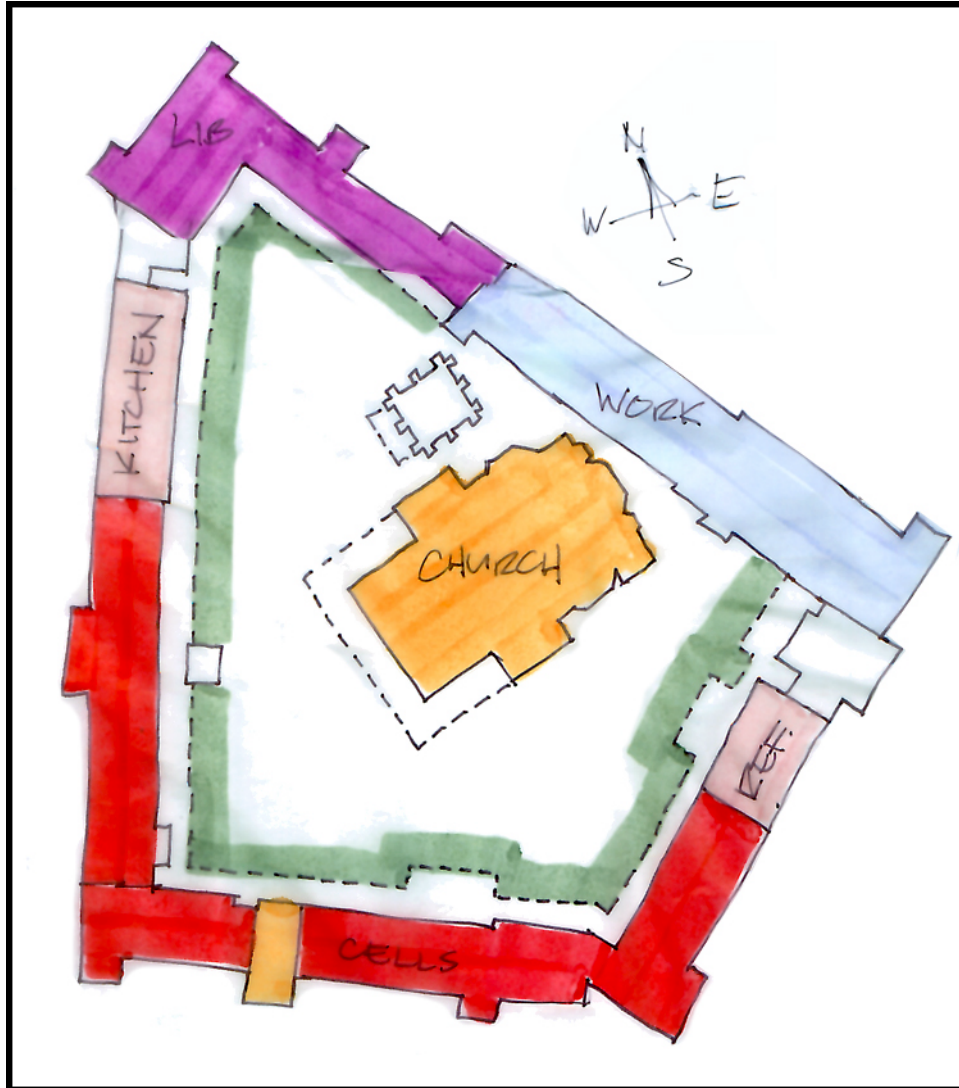 LIB
N
E
W
S
KITCHEN
WORK
CHURCH
REF.
CELLS